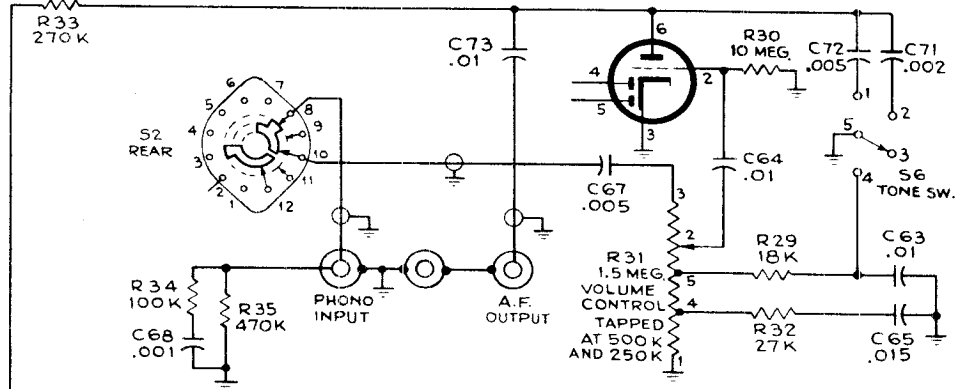 R33
270K
C73
.01
6
4
5
2
3
R30
10 MEG.
C72
.005
C71
.002
1
2
5
3
4
S6
TONE SW.
S2
REAR
6
7
5
8
4
9
3
10
2
11
1
12
C67
.005
C64
.01
3
2
R31
1.5 MEG.
VOLUME
CONTROL
TAPPED
AT 500K
AND 250K
5
4
1
R29
18K
C63
.01
R32
27K
C65
.015
R34
100K
C68
.001
R35
470K
PHONO
INPUT
A.F.
OUTPUT